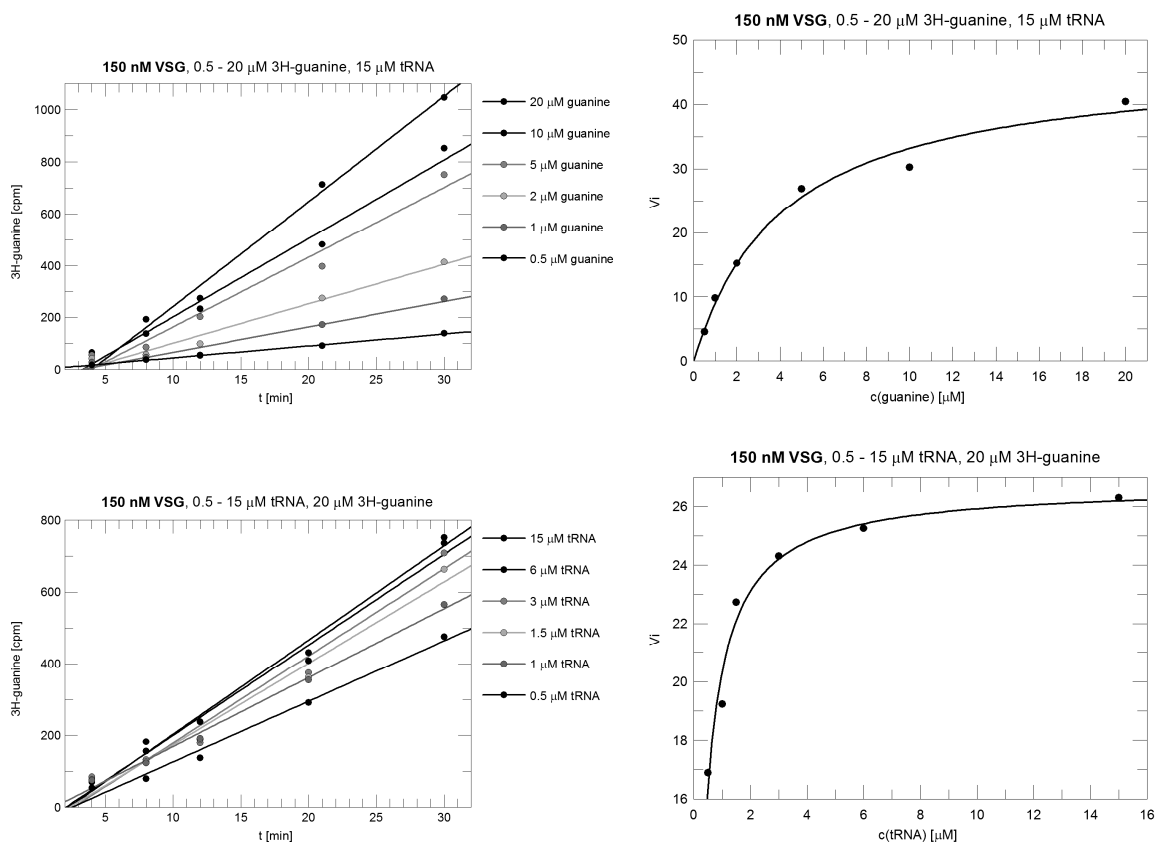 150 nM VSG, 0.5 - 20 μM 3H-guanine, 15 μM tRNA
1000
800
600
400
200
0
3H-guanine [cpm]
5 10 15 20 25 30
t [min]
20 μM guanine
10 μM guanine
5 μM guanine
2 μM guanine
1 μM guanine
0.5 μM guanine
150 nM VSG, 0.5 - 20 μM 3H-guanine, 15 μM tRNA
50
40
30
20
10
0
Vi
0 2 4 6 8 10 12 14 16 18 20
c(guanine) [μM]
150 nM VSG, 0.5 - 15 μM tRNA, 20 μM 3H-guanine
800
600
400
200
0
3H-guanine [cpm]
5 10 15 20 25 30
t [min]
15 μM tRNA
6 μM tRNA
3 μM tRNA
1.5 μM tRNA
1 μM tRNA
0.5 μM tRNA
150 nM VSG, 0.5 - 15 μM tRNA, 20 μM 3H-guanine
26
24
22
20
18
16
Vi
0 2 4 6 8 10 12 14 16
c(tRNA) [μM]